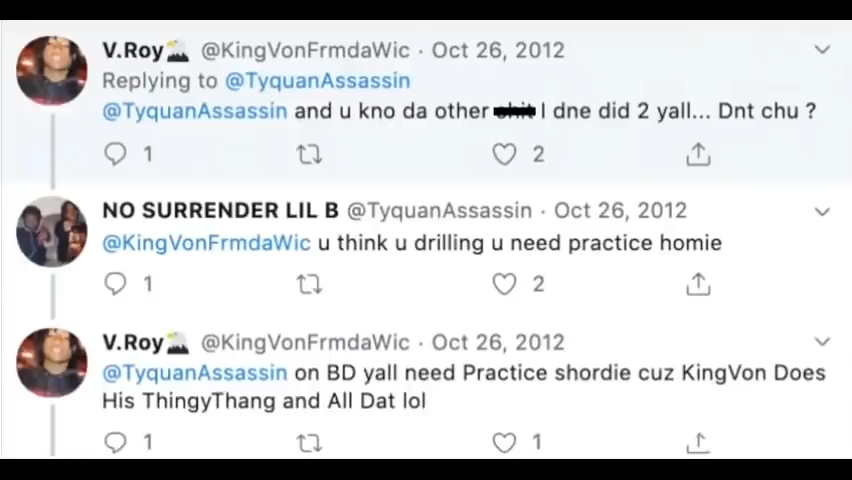 V.Roy @KingVonFrmdaWic · Oct 26, 2012
Replying to @TyquanAssassin
@TyquanAssassin and u kno da other I dne did 2 yall... Dnt chu ?
1 2
NO SURRENDER LIL B @TyquanAssassin · Oct 26, 2012
@KingVonFrmdaWic u think u drilling u need practice homie
1 2
V.Roy @KingVonFrmdaWic · Oct 26, 2012
@TyquanAssassin on BD yall need Practice shordie cuz KingVon Does
His ThingyThang and All Dat lol
1 1